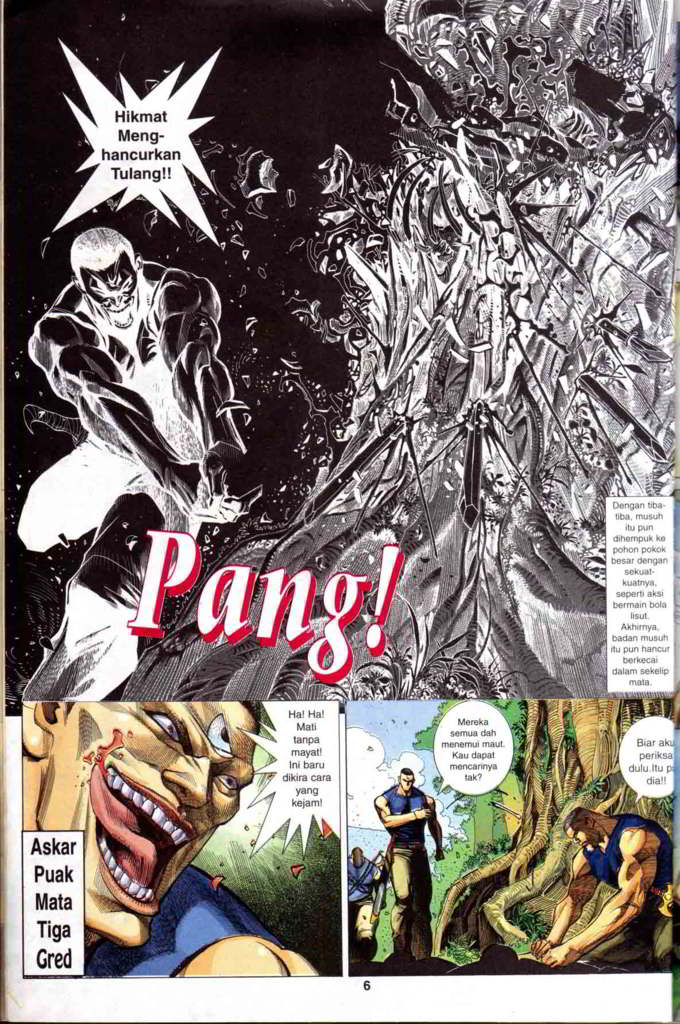 Hikmat
Meng-
hancurkan
Tulang!!
Pang!
Dengan tiba-
tiba, musuh
itu pun
dihempuk ke
pohon pokok
besar dengan
sekuat-
kuatnya,
seperti aksi
bermain bola
lisut.
Akhirnya,
badan musuh
itu pun hancur
berkecai
dalam sekelip
mata.
Ha! Ha!
Mati
tanpa
mayat!
Ini baru
dikira cara
yang
kejam!
Askar
Puak
Mata
Tiga
Gred
Mereka
semua dah
menemui maut.
Kau dapat
mencarinya
tak?
Biar aku
periksa
dulu.Itu p
dia!!
6